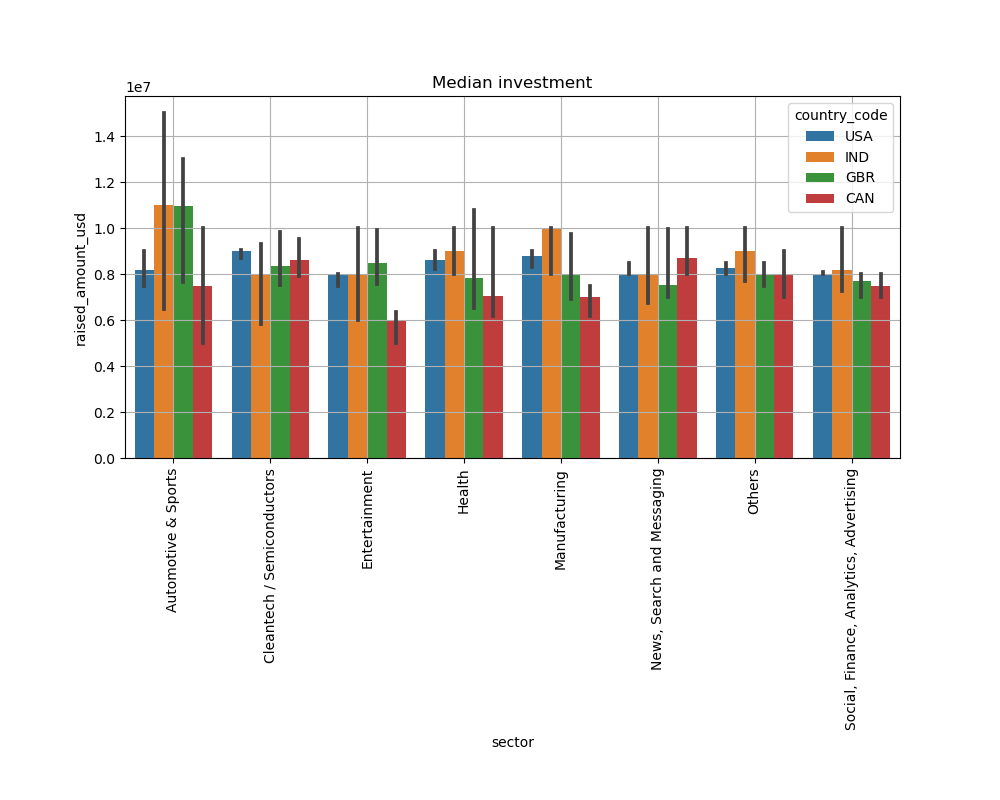 Median investment
1e7
country_code
USA
IND
GBR
CAN
raised_amount_usd
1.4
1.2
1.0
0.8
0.6
0.4
0.2
0.0
Automotive & Sports
Cleantech / Semiconductors
Entertainment
Health
Manufacturing
News, Search and Messaging
Others
Social, Finance, Analytics, Advertising
sector